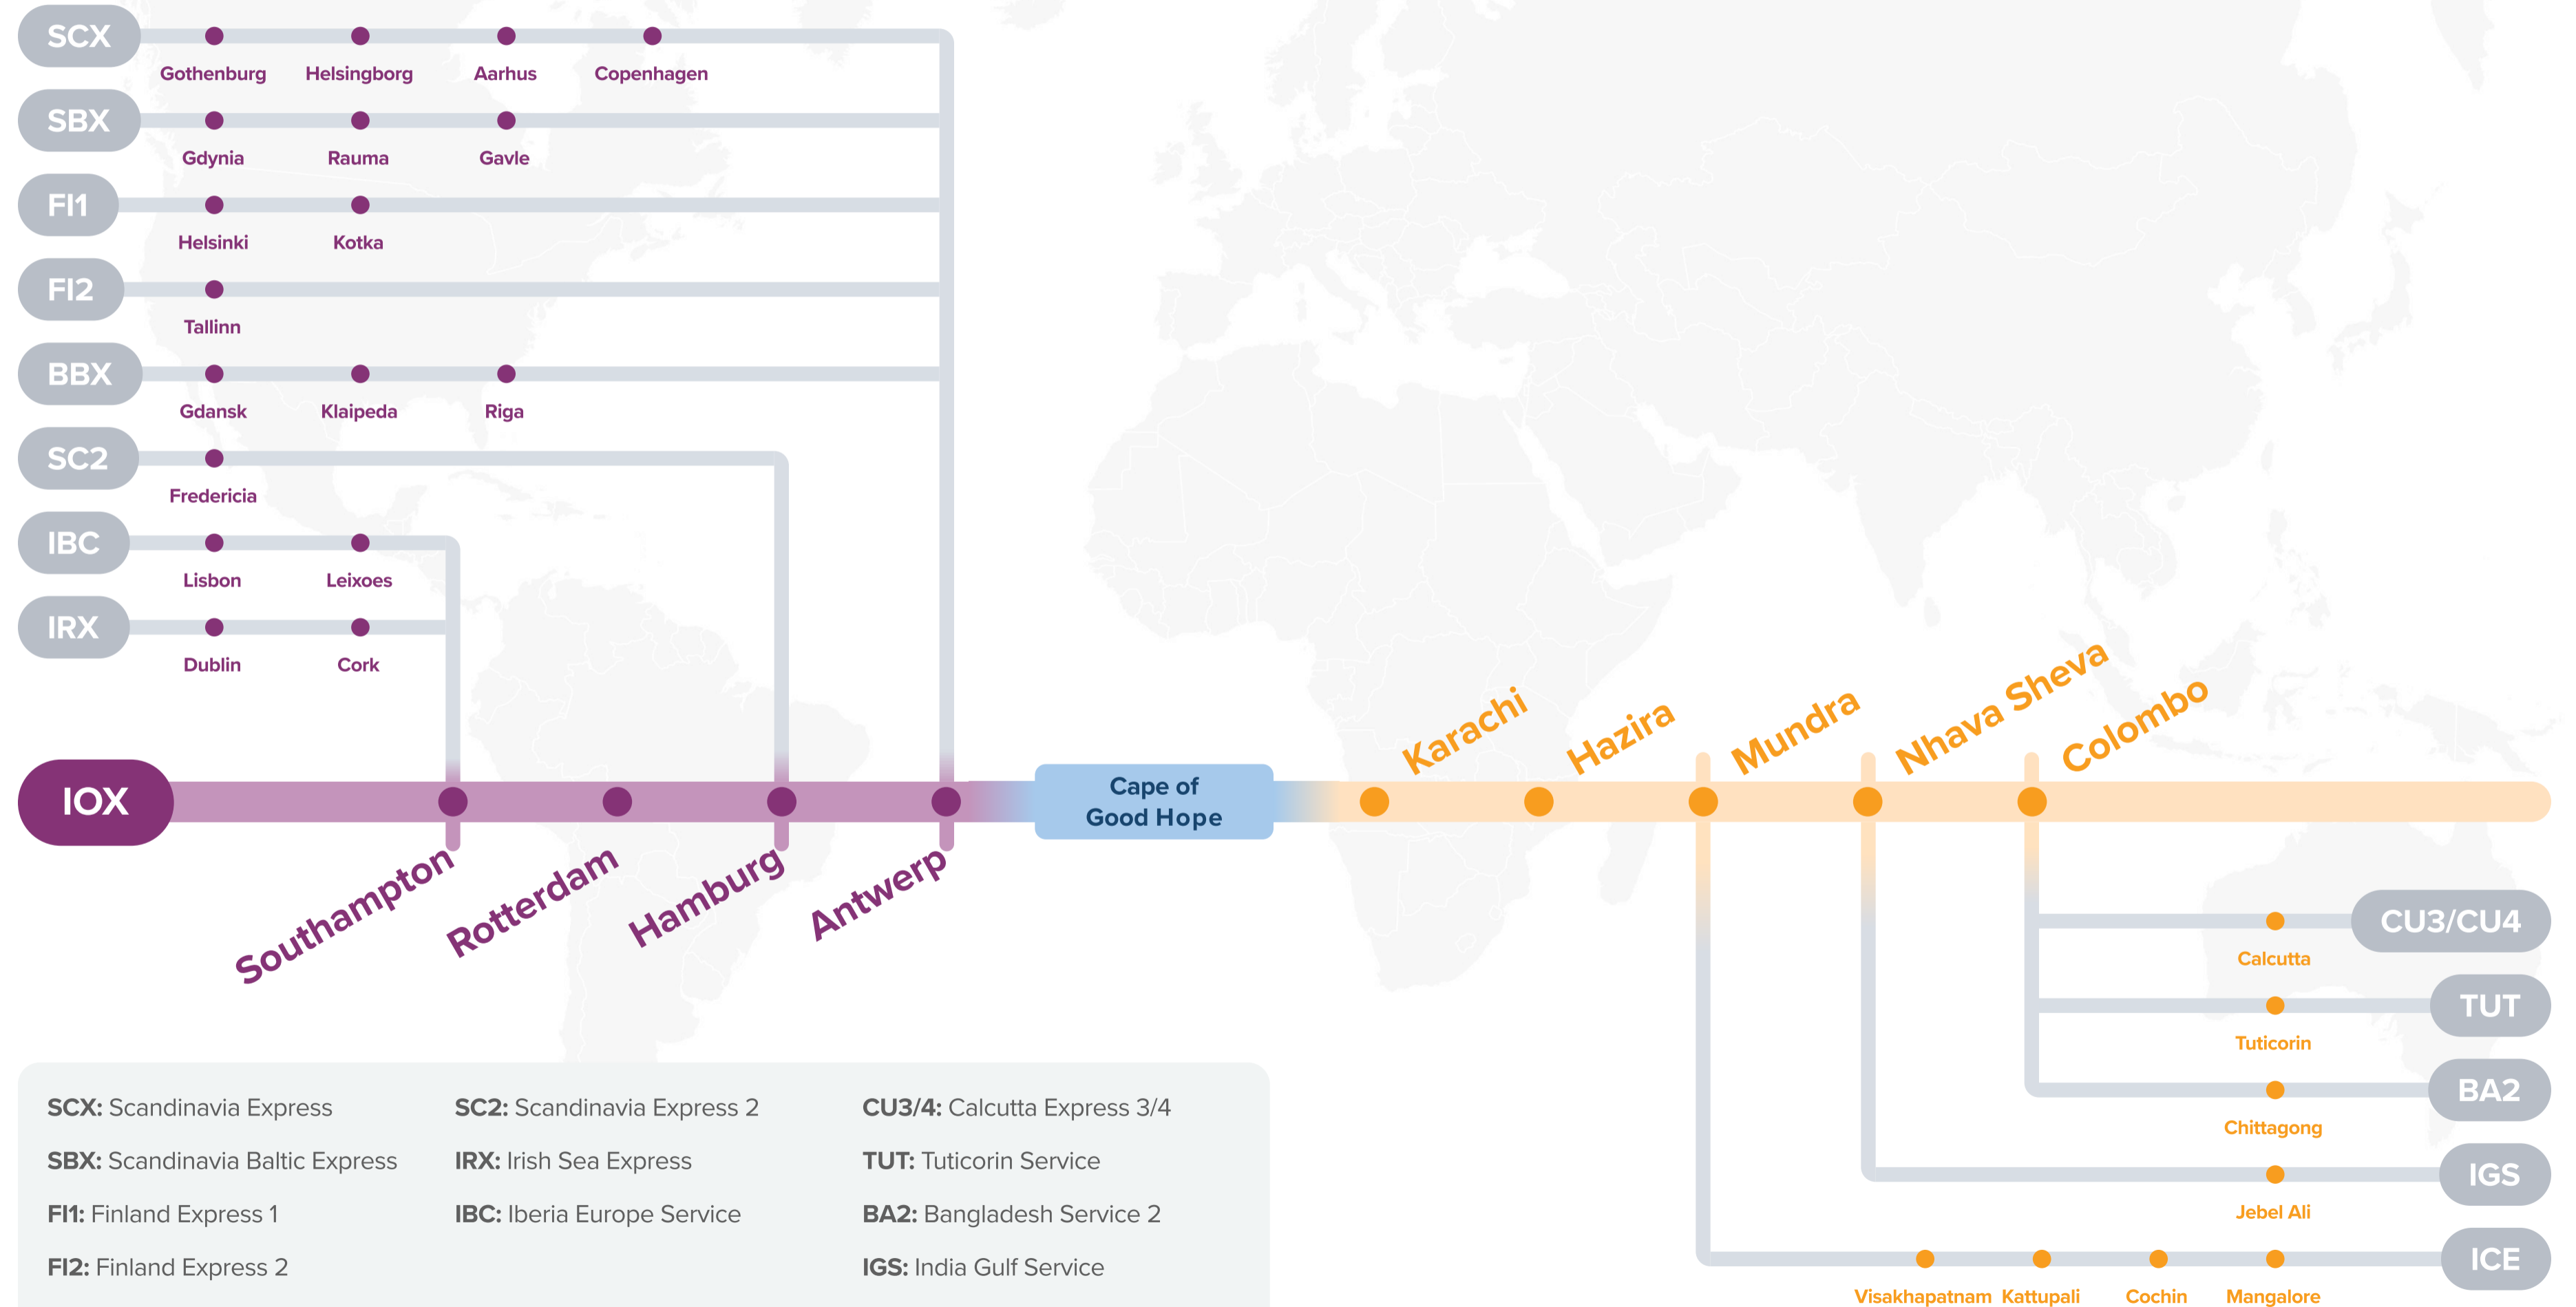 SCX
Gothenburg Helsingborg Aarhus Copenhagen
SBX
Gdynia Rauma Gavle
FI1
Helsinki Kotka
FI2
Tallinn
BBX
Gdansk Klaipeda Riga
SC2
Fredericia
IBC
Lisbon Leixoes
IRX
Dublin Cork
IOX
Southampton
Rotterdam
Hamburg
Antwerp
Cape of
Good Hope
Karachi
Hazira
Mundra
Nhava Sheva
Colombo
CU3/CU4
Calcutta
TUT
Tuticorin
BA2
Chittagong
IGS
Jebel Ali
ICE
Visakhapatnam Kattupali Cochin Mangalore
SCX: Scandinavia Express
SBX: Scandinavia Baltic Express
FI1: Finland Express 1
FI2: Finland Express 2
SC2: Scandinavia Express 2
IRX: Irish Sea Express
IBC: Iberia Europe Service
CU3/4: Calcutta Express 3/4
TUT: Tuticorin Service
BA2: Bangladesh Service 2
IGS: India Gulf Service